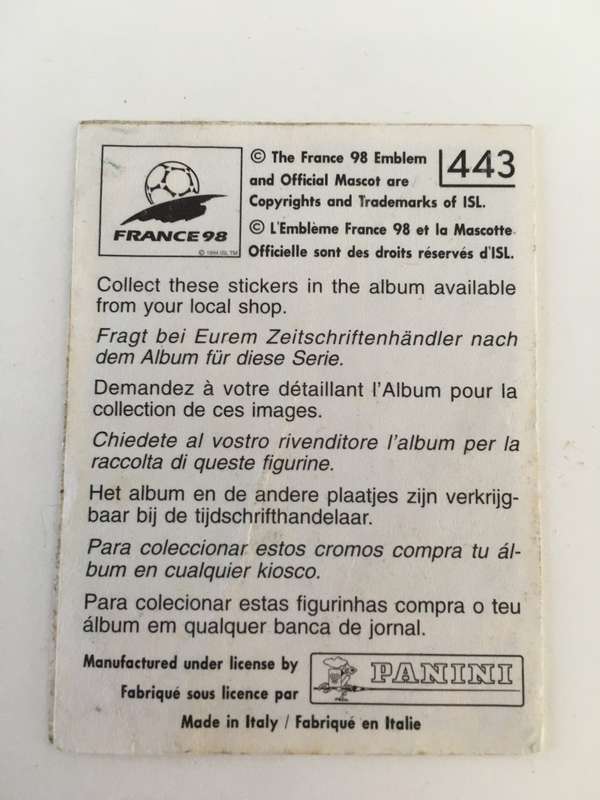 FRANCE 98
© 1994 ISL TM
© The France 98 Emblem
and Official Mascot are
Copyrights and Trademarks of ISL.
© L'Emblème France 98 et la Mascotte
Officielle sont des droits réservés d'ISL.
443
Collect these stickers in the album available
from your local shop.
Fragt bei Eurem Zeitschriftenhändler nach
dem Album für diese Serie.
Demandez à votre détaillant l'Album pour la
collection de ces images.
Chiedete al vostro rivenditore l'album per la
raccolta di queste figurine.
Het album en de andere plaatjes zijn verkrijg-
baar bij de tijdschrifthandelaar.
Para coleccionar estos cromos compra tu ál-
bum en cualquier kiosco.
Para colecionar estas figurinhas compra o teu
álbum em qualquer banca de jornal.
Manufactured under license by
Fabriqué sous licence par
PANINI
Made in Italy / Fabriqué en Italie